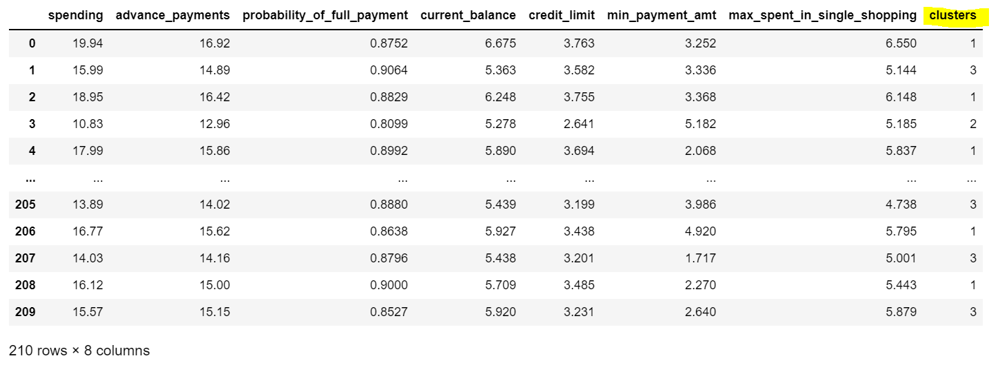 spending advance_payments probability_of_full_payment current_balance credit_limit min_payment_amt max_spent_in_single_shopping clusters
0 19.94 16.92 0.8752 6.675 3.763 3.252 6.550 1
1 15.99 14.89 0.9064 5.363 3.582 3.336 5.144 3
2 18.95 16.42 0.8829 6.248 3.755 3.368 6.148 1
3 10.83 12.96 0.8099 5.278 2.641 5.182 5.185 2
4 17.99 15.86 0.8992 5.890 3.694 2.068 5.837 1
... ... ... ... ... ... ... ... ...
205 13.89 14.02 0.8880 5.439 3.199 3.986 4.738 3
206 16.77 15.62 0.8638 5.927 3.438 4.920 5.795 1
207 14.03 14.16 0.8796 5.438 3.201 1.717 5.001 3
208 16.12 15.00 0.9000 5.709 3.485 2.270 5.443 1
209 15.57 15.15 0.8527 5.920 3.231 2.640 5.879 3
210 rows × 8 columns